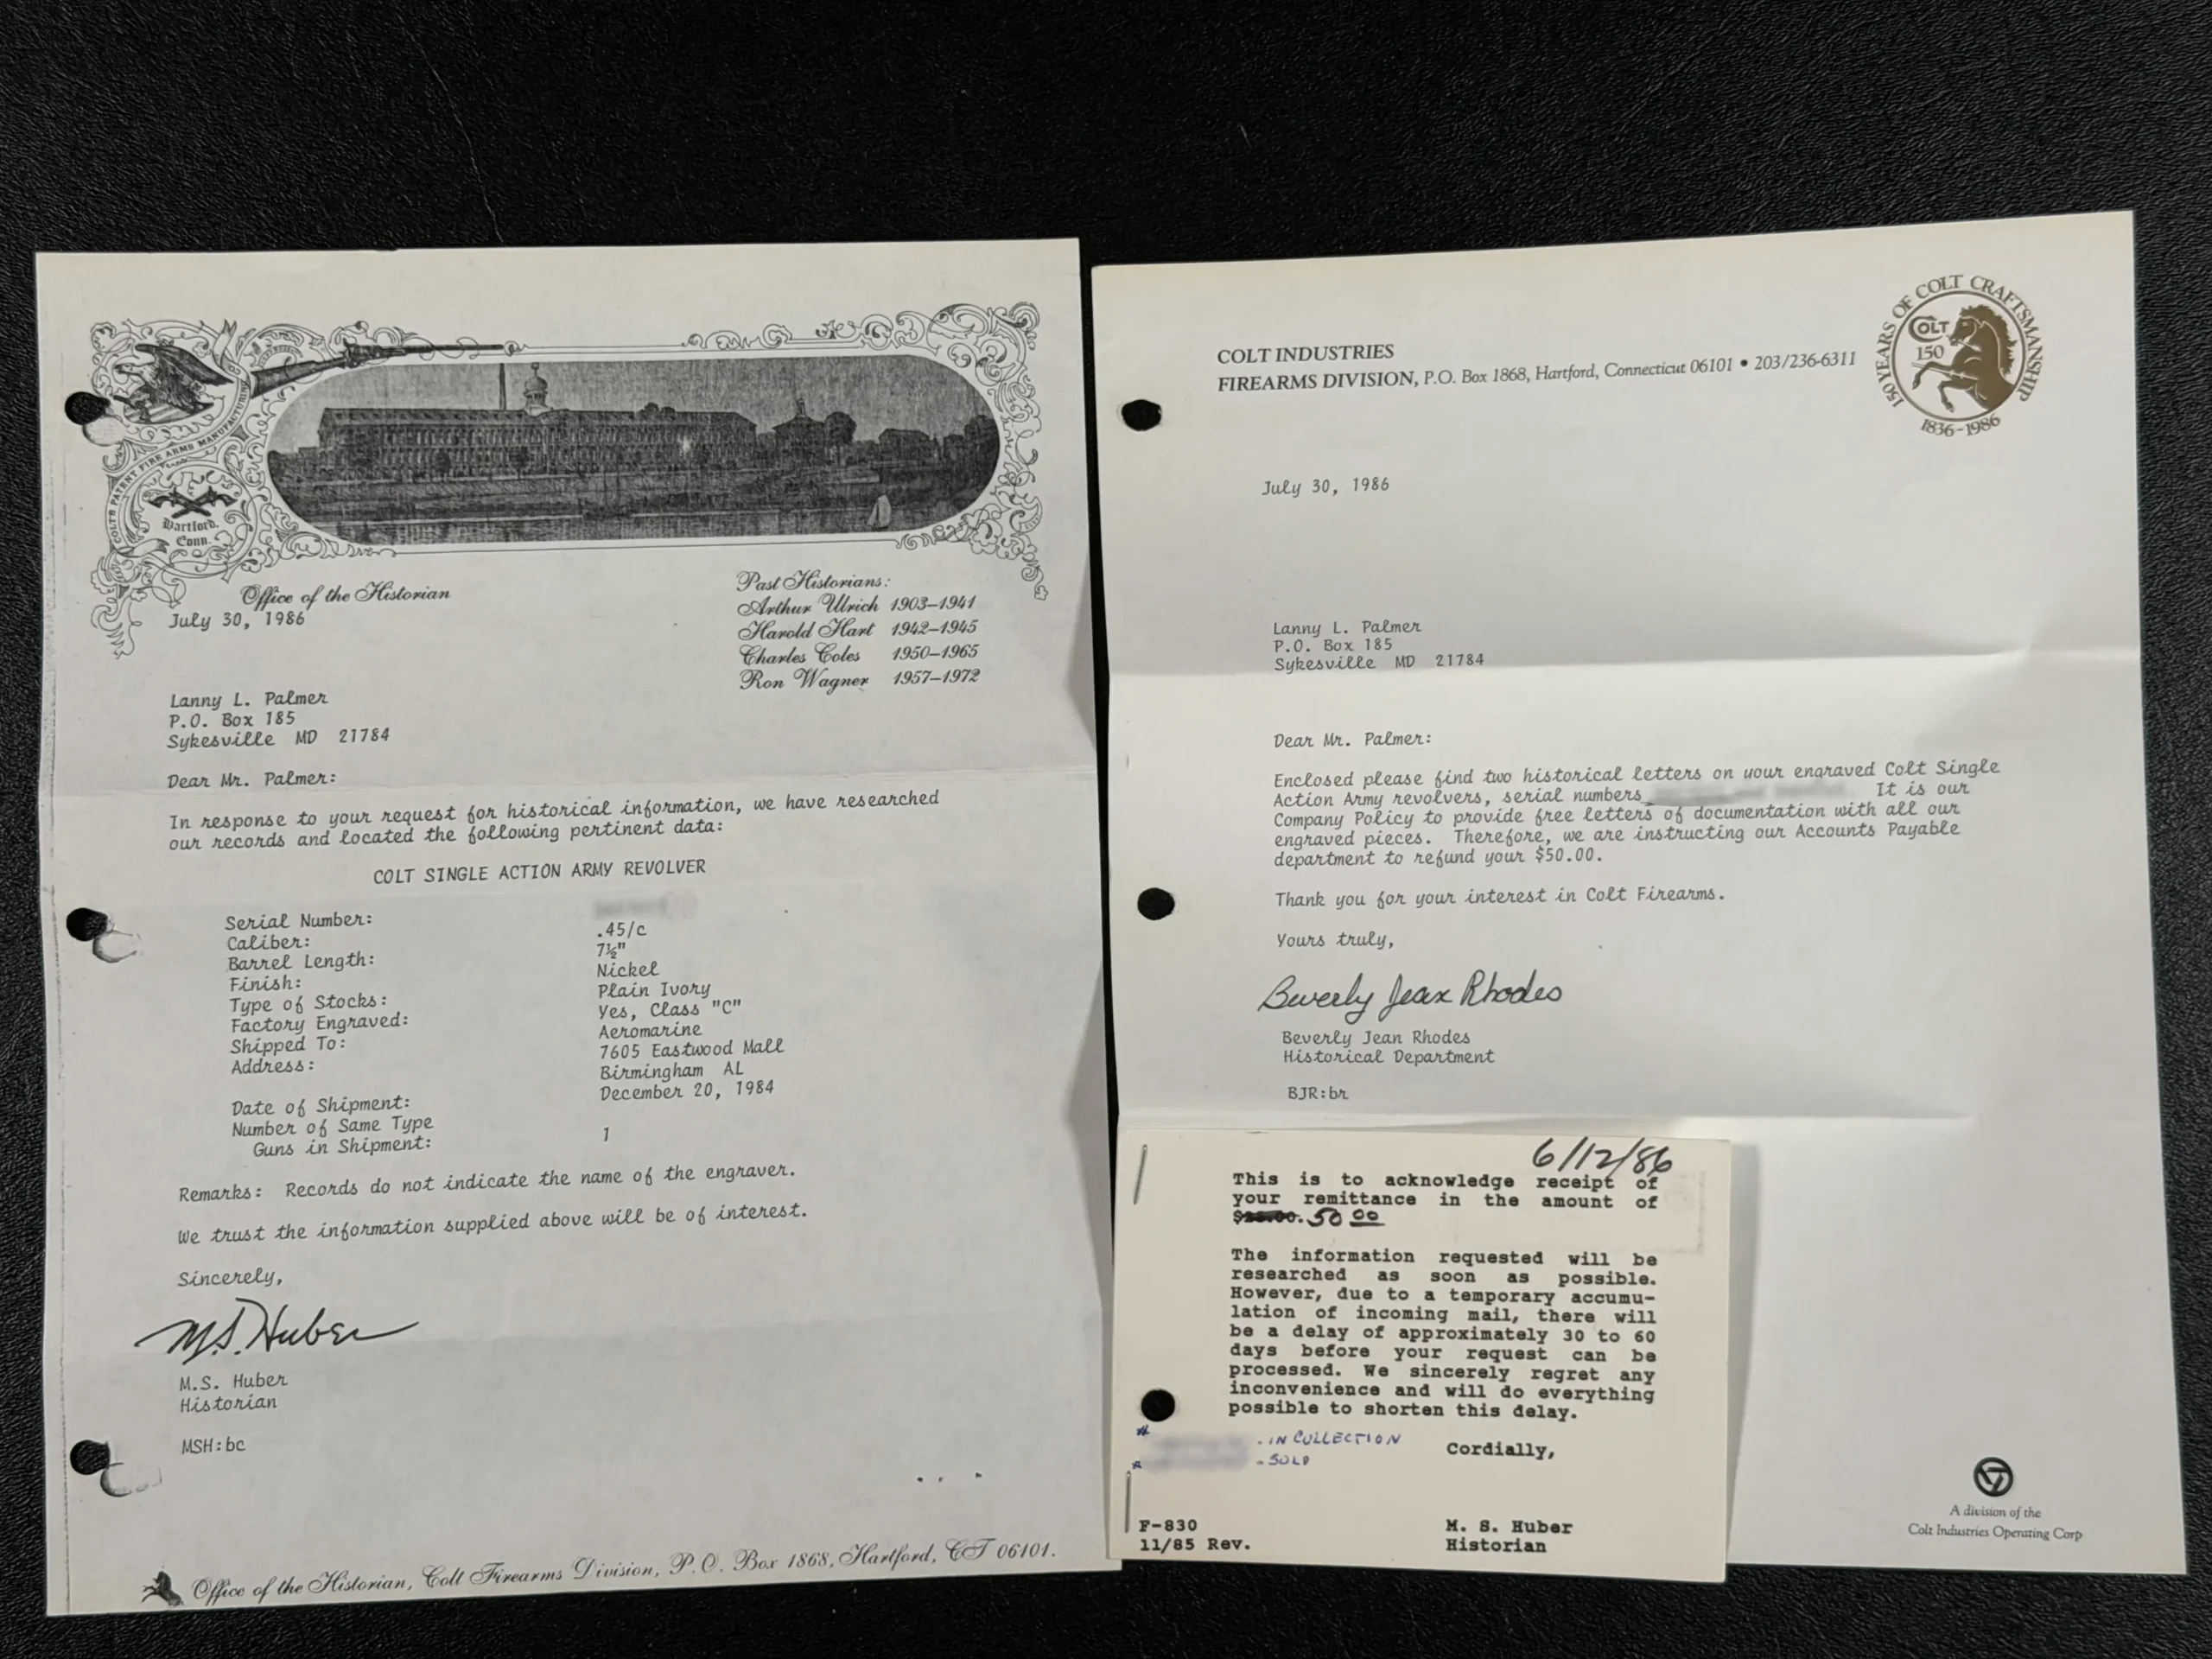 COLTS PATENT FIRE ARMS MANUFACTURING
Hartford.
Conn.
Office of the Historian
July 30, 1986
Past Historians:
Arthur Ulrich 1903–1941
Harold Hart 1942–1945
Charles Coles 1950–1965
Ron Wagner 1957–1972
Lanny L. Palmer
P.O. Box 185
Sykesville MD 21784
Dear Mr. Palmer:
In response to your request for historical information, we have researched
our records and located the following pertinent data:
COLT SINGLE ACTION ARMY REVOLVER
Serial Number:
Caliber: .45/c
Barrel Length: 7½"
Finish: Nickel
Type of Stocks: Plain Ivory
Factory Engraved: Yes, Class "C"
Shipped To: Aeromarine
Address: 7605 Eastwood Mall
Birmingham AL
Date of Shipment: December 20, 1984
Number of Same Type
Guns in Shipment: 1
Remarks: Records do not indicate the name of the engraver.
We trust the information supplied above will be of interest.
Sincerely,
M.S. Huber
M.S. Huber
Historian
MSH:bc
Office of the Historian, Colt Firearms Division, P.O. Box 1868, Hartford, CT 06101.
COLT INDUSTRIES
FIREARMS DIVISION, P.O. Box 1868, Hartford, Connecticut 06101 • 203/236-6311
150 YEARS OF COLT CRAFTSMANSHIP
COLT
150
1836-1986
July 30, 1986
Lanny L. Palmer
P.O. Box 185
Sykesville MD 21784
Dear Mr. Palmer:
Enclosed please find two historical letters on your engraved Colt Single
Action Army revolvers, serial numbers It is our
Company Policy to provide free letters of documentation with all our
engraved pieces. Therefore, we are instructing our Accounts Payable
department to refund your $50.00.
Thank you for your interest in Colt Firearms.
Yours truly,
Beverly Jean Rhodes
Beverly Jean Rhodes
Historical Department
BJR:br
6/12/86
This is to acknowledge receipt of
your remittance in the amount of
$25.00. 50 00
The information requested will be
researched as soon as possible.
However, due to a temporary accumu-
lation of incoming mail, there will
be a delay of approximately 30 to 60
days before your request can be
processed. We sincerely regret any
inconvenience and will do everything
possible to shorten this delay.
* - IN COLLECTION
* - SOLD
Cordially,
F-830
11/85 Rev.
M. S. Huber
Historian
A division of the
Colt Industries Operating Corp